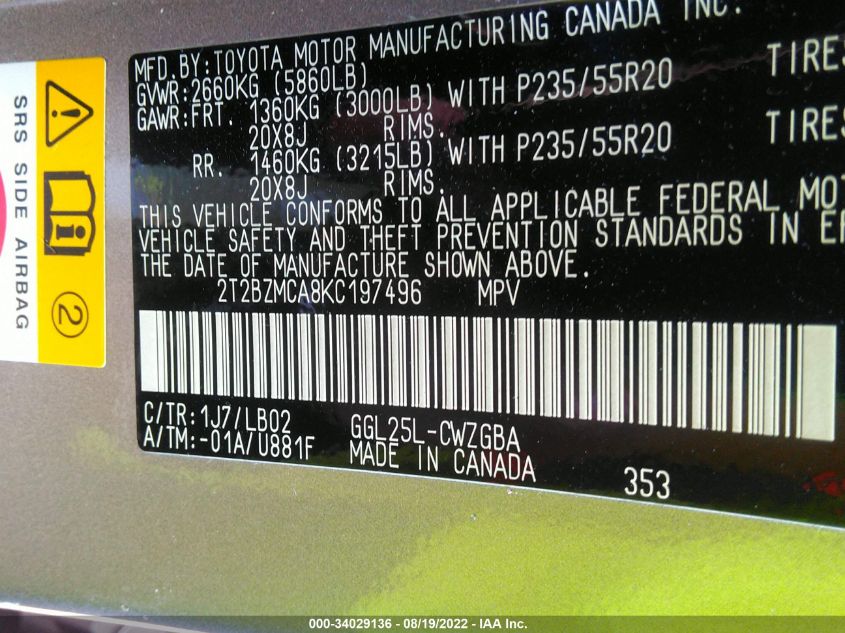 MFD.BY:TOYOTA MOTOR MANUFACTURING CANADA INC.
GVWR:2660KG (5860LB)
GAWR:FRT. 1360KG (3000LB) WITH P235/55R20 TIRES
20X8J RIMS.
RR. 1460KG (3215LB) WITH P235/55R20 TIRES
20X8J RIMS.
THIS VEHICLE CONFORMS TO ALL APPLICABLE FEDERAL MOT
VEHICLE SAFETY AND THEFT PREVENTION STANDARDS IN EF
THE DATE OF MANUFACTURE SHOWN ABOVE.
2T2BZMCA8KC197496 MPV
C/TR:1J7/LB02 GGL25L-CWZGBA
A/TM:-01A/U881F MADE IN CANADA
353
SRS SIDE AIRBAG
2
000-34029136 - 08/19/2022 - IAA Inc.